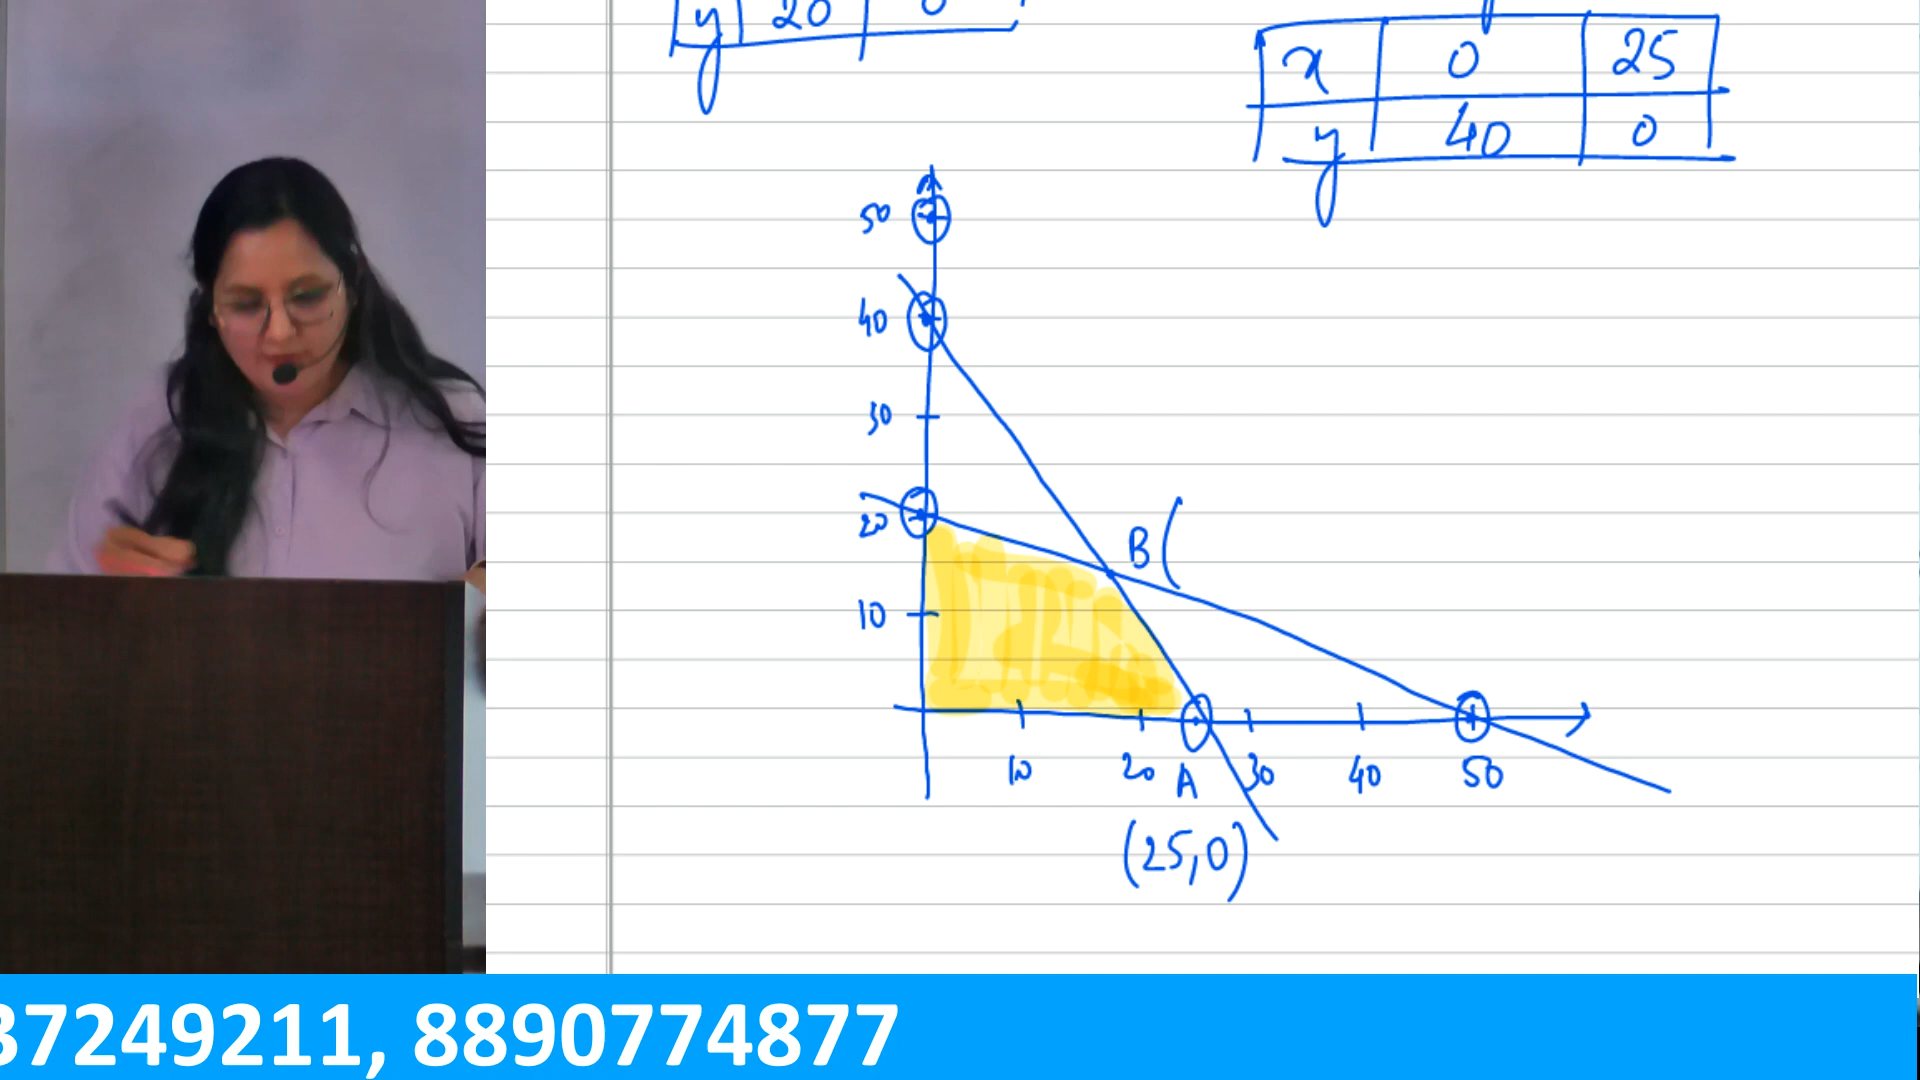 y 20 0
x 0 25
y 40 0
50
40
30
20
B (
10
10 20 A 30 40 50
(25,0)
37249211, 8890774877